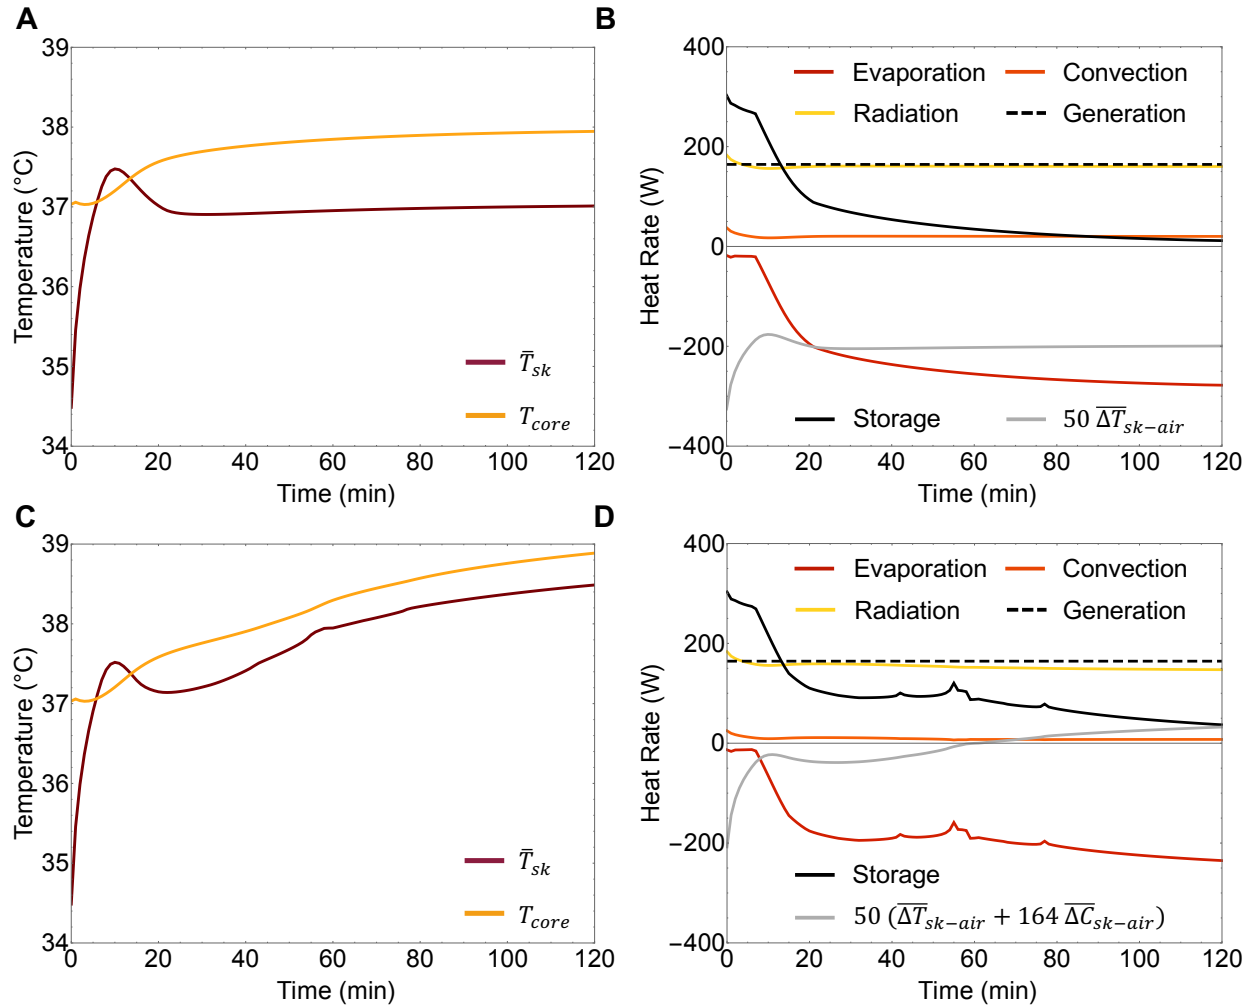 A
39
38
37
36
35
34
Temperature (°C)
0 20 40 60 80 100 120
Time (min)
T̄sk
Tcore
B
400
200
0
−200
−400
Heat Rate (W)
Evaporation Convection
Radiation Generation
Storage 50 ΔT̅sk−air
0 20 40 60 80 100 120
Time (min)
C
39
38
37
36
35
34
Temperature (°C)
T̄sk
Tcore
0 20 40 60 80 100 120
Time (min)
D
400
200
0
−200
−400
Heat Rate (W)
Evaporation Convection
Radiation Generation
Storage
50 (ΔT̅sk−air + 164 ΔC̅sk−air)
0 20 40 60 80 100 120
Time (min)